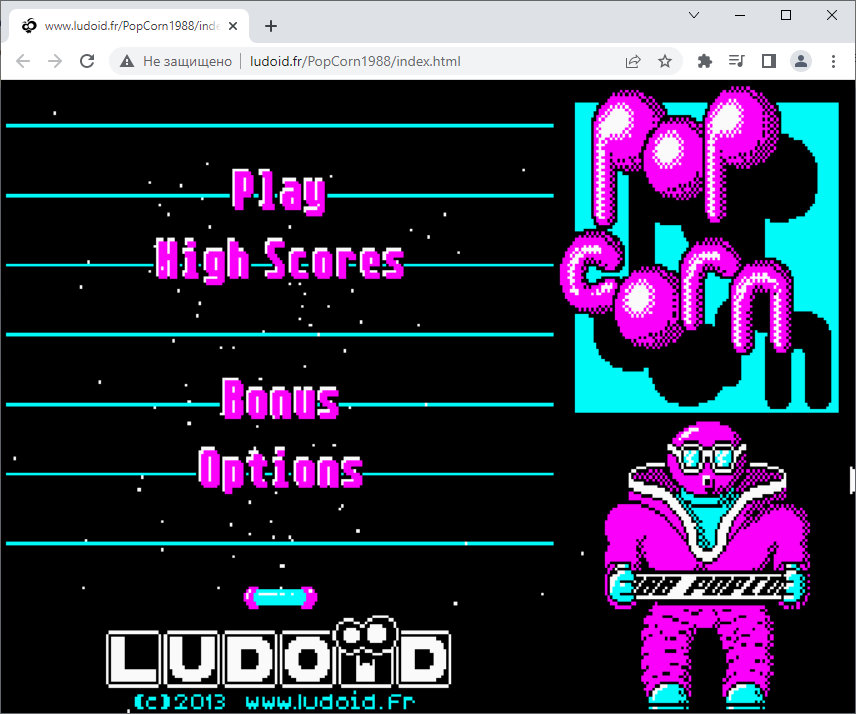 www.ludoid.fr/PopCorn1988/inde
Не защищено
ludoid.fr/PopCorn1988/index.html
Play
High Scores
Bonus
Options
LUDOID
(c)2013 www.ludoid.Fr
PoP
Corn